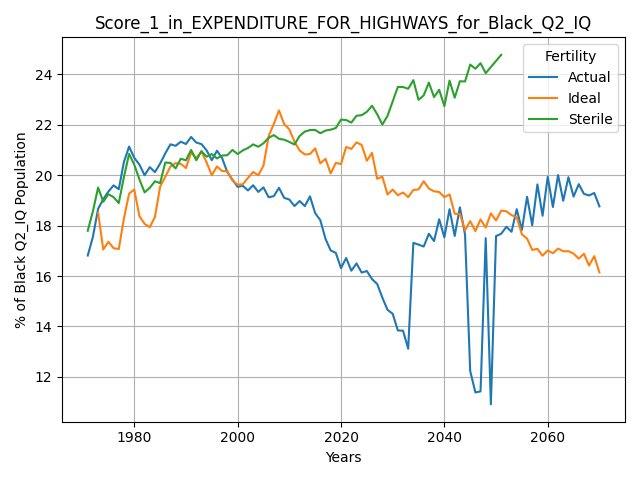 Score_1_in_EXPENDITURE_FOR_HIGHWAYS_for_Black_Q2_IQ
Fertility
Actual
Ideal
Sterile
24
22
20
18
16
14
12
% of Black Q2_IQ Population
1980
2000
2020
2040
2060
Years